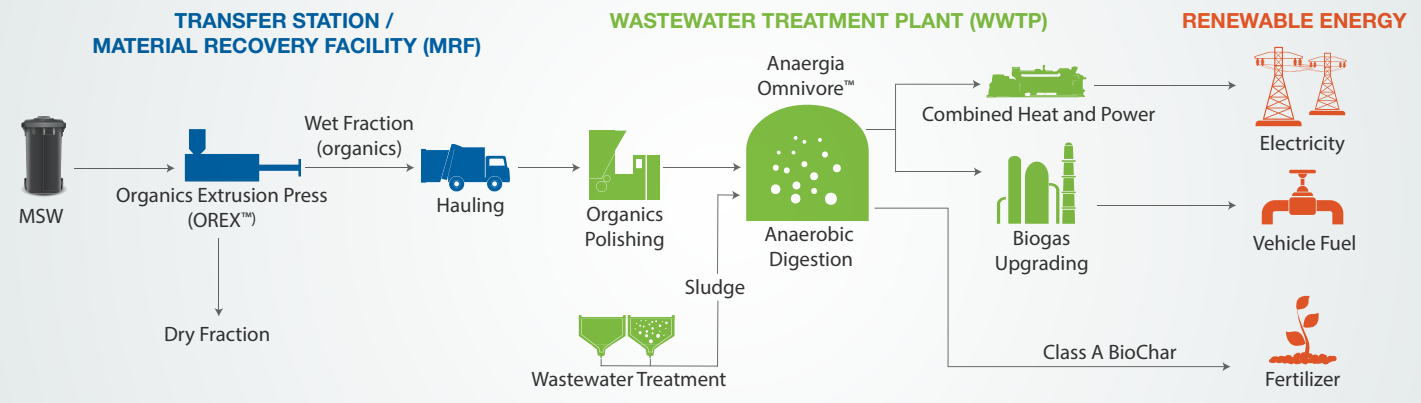 TRANSFER STATION /
MATERIAL RECOVERY FACILITY (MRF)
WASTEWATER TREATMENT PLANT (WWTP)
RENEWABLE ENERGY
MSW
Organics Extrusion Press
(OREX™)
Dry Fraction
Wet Fraction
(organics)
Hauling
Organics
Polishing
Wastewater Treatment
Sludge
Anaergia
Omnivore™
Anaerobic
Digestion
Combined Heat and Power
Biogas
Upgrading
Class A BioChar
Electricity
Vehicle Fuel
Fertilizer